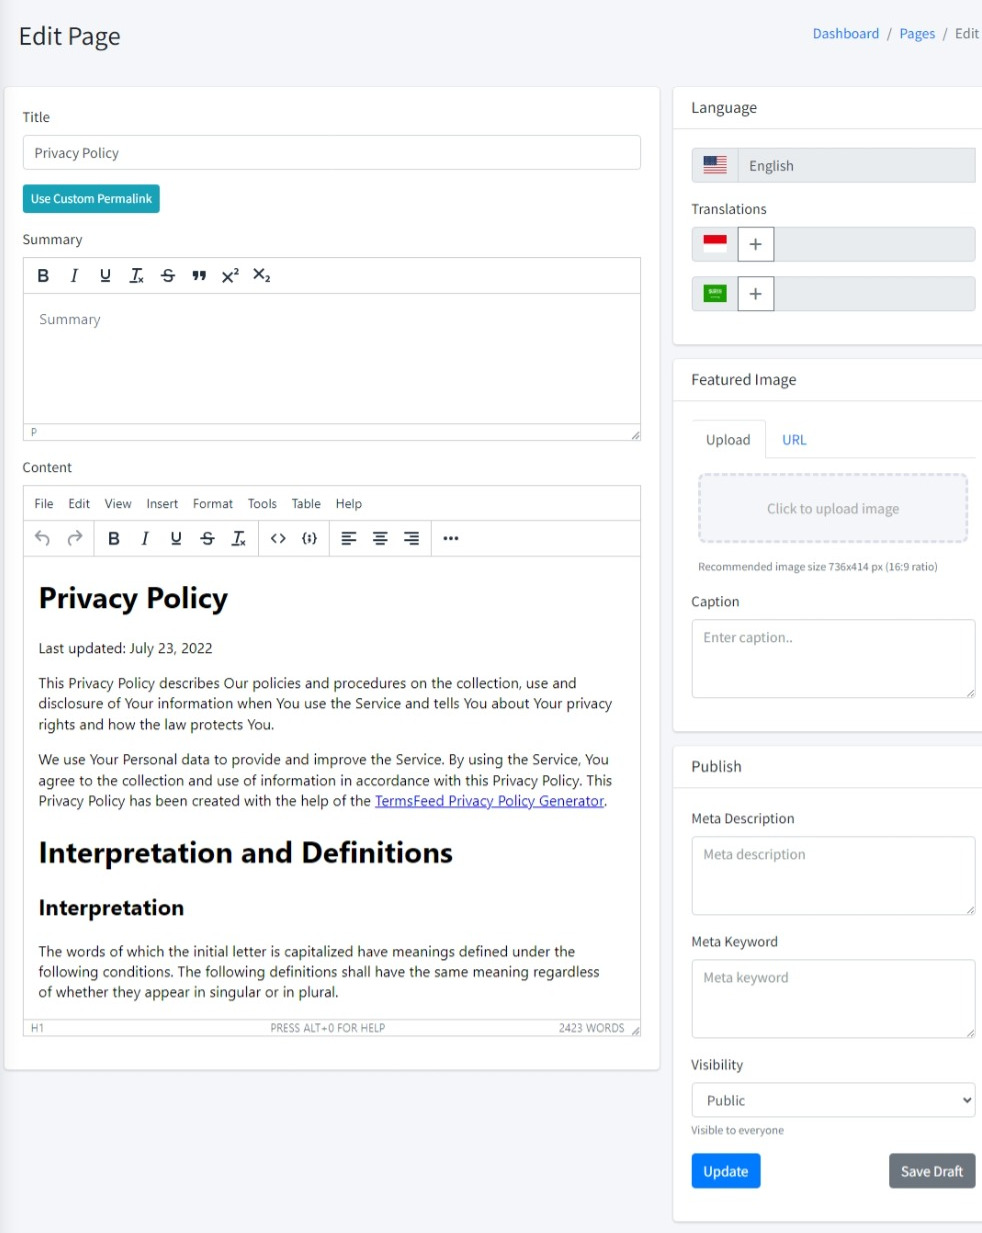 Edit Page
Dashboard / Pages / Edit
Title
Privacy Policy
Use Custom Permalink
Summary
B I U Tx S " X² X₂
Summary
P
Content
File Edit View Insert Format Tools Table Help
B I U S Tx <> {;} ...
Privacy Policy
Last updated: July 23, 2022
This Privacy Policy describes Our policies and procedures on the collection, use and
disclosure of Your information when You use the Service and tells You about Your privacy
rights and how the law protects You.
We use Your Personal data to provide and improve the Service. By using the Service, You
agree to the collection and use of information in accordance with this Privacy Policy. This
Privacy Policy has been created with the help of the TermsFeed Privacy Policy Generator.
Interpretation and Definitions
Interpretation
The words of which the initial letter is capitalized have meanings defined under the
following conditions. The following definitions shall have the same meaning regardless
of whether they appear in singular or in plural.
H1 PRESS ALT+0 FOR HELP 2423 WORDS
Language
English
Translations
+
+
Featured Image
Upload URL
Click to upload image
Recommended image size 736x414 px (16:9 ratio)
Caption
Enter caption..
Publish
Meta Description
Meta description
Meta Keyword
Meta keyword
Visibility
Public
Visible to everyone
Update Save Draft